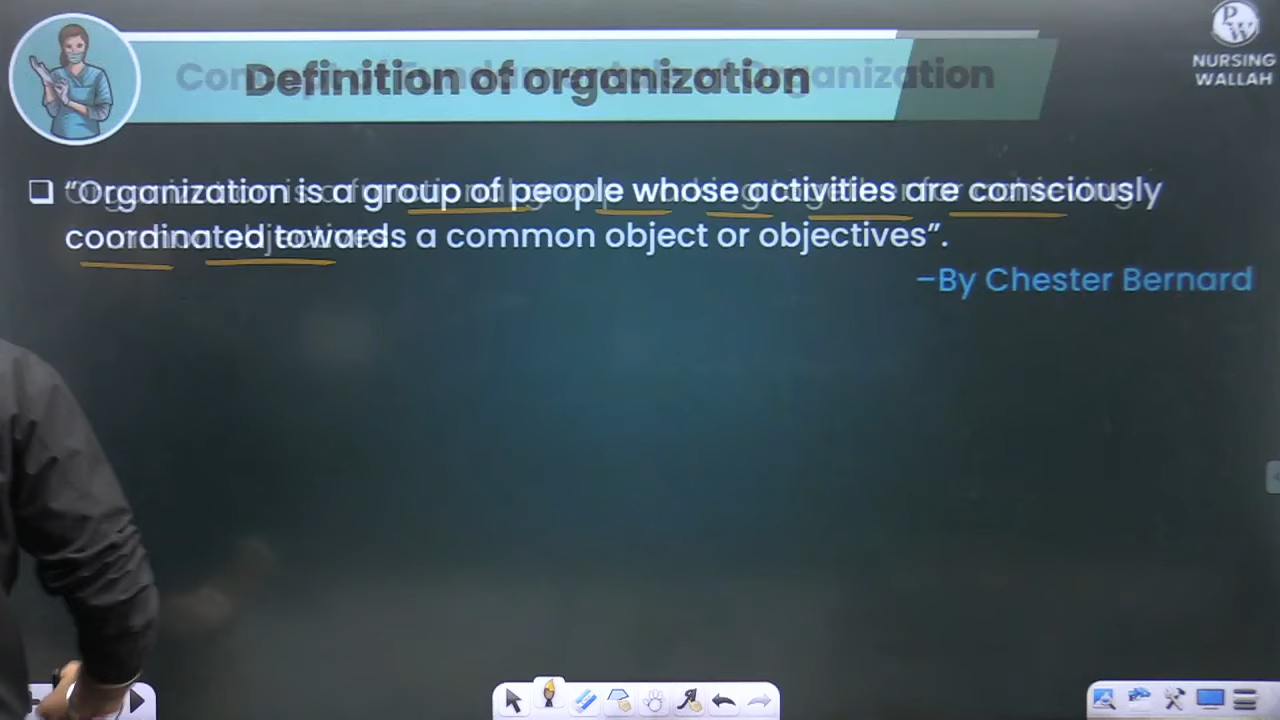 Definition of organization
PW
NURSING
WALLAH
“Organization is a group of people whose activities are consciously
coordinated towards a common object or objectives”.
–By Chester Bernard